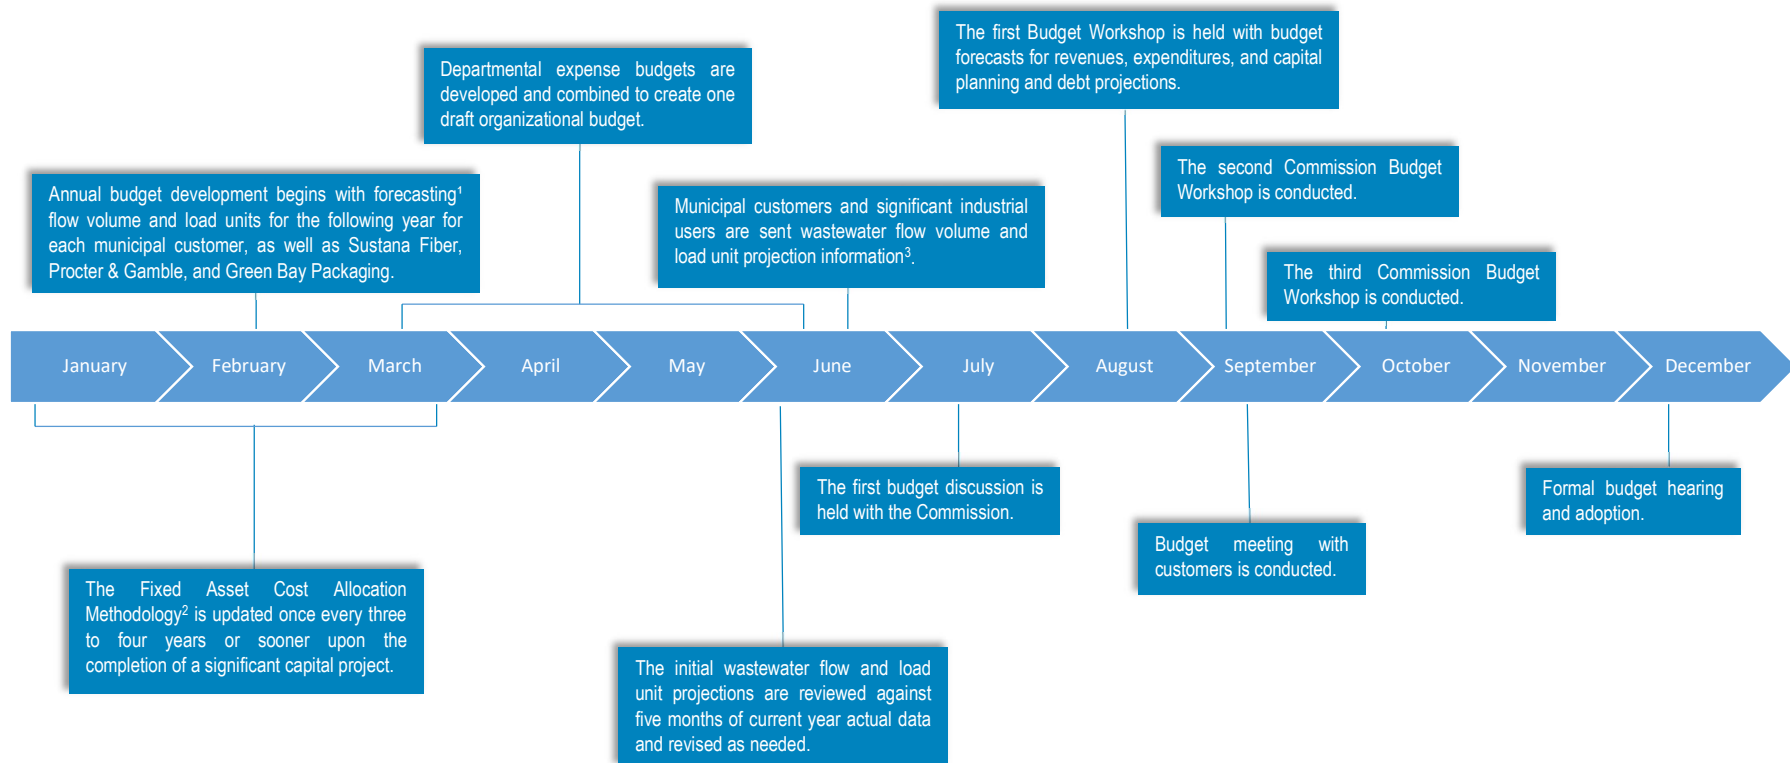 The first Budget Workshop is held with budget
forecasts for revenues, expenditures, and capital
planning and debt projections.
Departmental expense budgets are
developed and combined to create one
draft organizational budget.
The second Commission Budget
Workshop is conducted.
Annual budget development begins with forecasting¹
flow volume and load units for the following year for
each municipal customer, as well as Sustana Fiber,
Procter & Gamble, and Green Bay Packaging.
Municipal customers and significant industrial
users are sent wastewater flow volume and
load unit projection information³.
The third Commission Budget
Workshop is conducted.
January
February
March
April
May
June
July
August
September
October
November
December
The first budget discussion is
held with the Commission.
Formal budget hearing
and adoption.
Budget meeting with
customers is conducted.
The Fixed Asset Cost Allocation
Methodology² is updated once every three
to four years or sooner upon the
completion of a significant capital project.
The initial wastewater flow and load
unit projections are reviewed against
five months of current year actual data
and revised as needed.